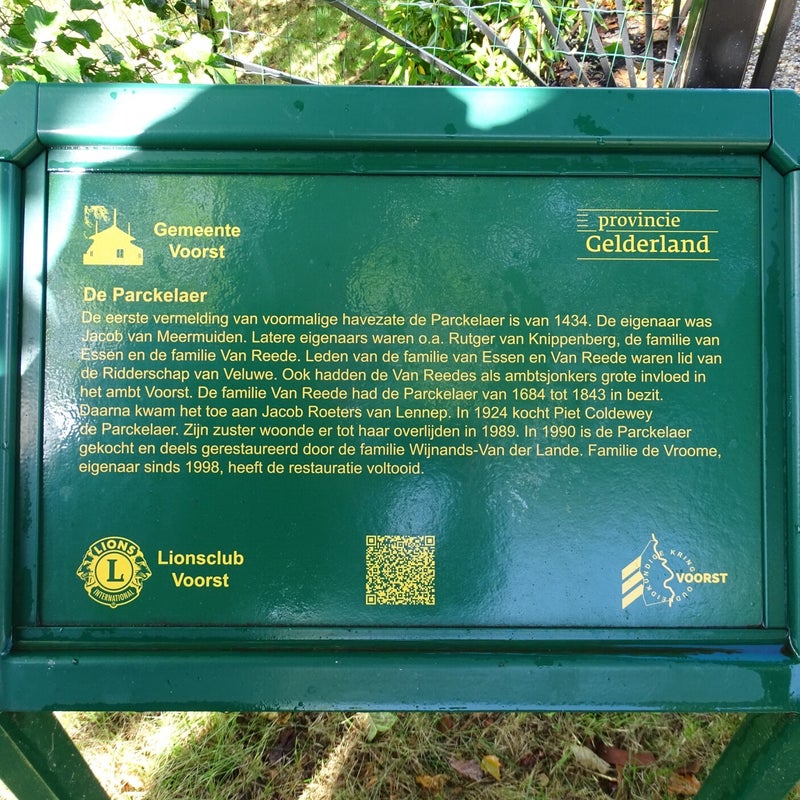 Gemeente
Voorst
provincie
Gelderland
De Parckelaer
De eerste vermelding van voormalige havezate de Parckelaer is van 1434. De eigenaar was
Jacob van Meermuiden. Latere eigenaars waren o.a. Rutger van Knippenberg, de familie van
Essen en de familie Van Reede. Leden van de familie van Essen en Van Reede waren lid van
de Ridderschap van Veluwe. Ook hadden de Van Reedes als ambtsjonkers grote invloed in
het ambt Voorst. De familie Van Reede had de Parckelaer van 1684 tot 1843 in bezit.
Daarna kwam het toe aan Jacob Roeters van Lennep. In 1924 kocht Piet Coldewey
de Parckelaer. Zijn zuster woonde er tot haar overlijden in 1989. In 1990 is de Parckelaer
gekocht en deels gerestaureerd door de familie Wijnands-Van der Lande. Familie de Vroome,
eigenaar sinds 1998, heeft de restauratie voltooid.
LIONS
L
INTERNATIONAL
Lionsclub
Voorst
OUDHEIDKUNDIGE KRING
VOORST